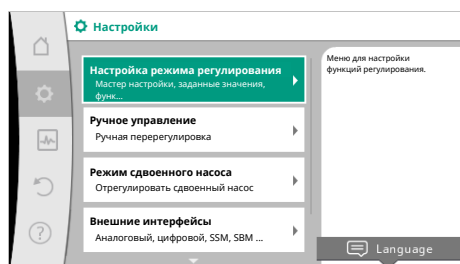 Настройки
Настройка режима регулирования
Мастер настройки, заданные значения,
функ...
Ручное управление
Ручная перерегулировка
Режим сдвоенного насоса
Отрегулировать сдвоенный насос
Внешние интерфейсы
Аналоговый, цифровой, SSM, SBM ...
Меню для настройки
функций регулирования.
Language